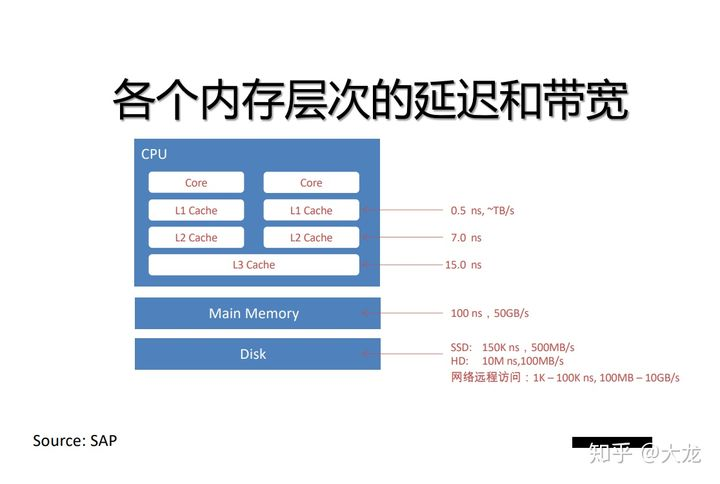 各个内存层次的延迟和带宽
CPU
Core Core
L1 Cache L1 Cache 0.5 ns, ~TB/s
L2 Cache L2 Cache 7.0 ns
L3 Cache 15.0 ns
Main Memory 100 ns，50GB/s
Disk
SSD: 150K ns，500MB/s
HD: 10M ns,100MB/s
网络远程访问：1K – 100K ns, 100MB – 10GB/s
Source: SAP
知乎 @大龙